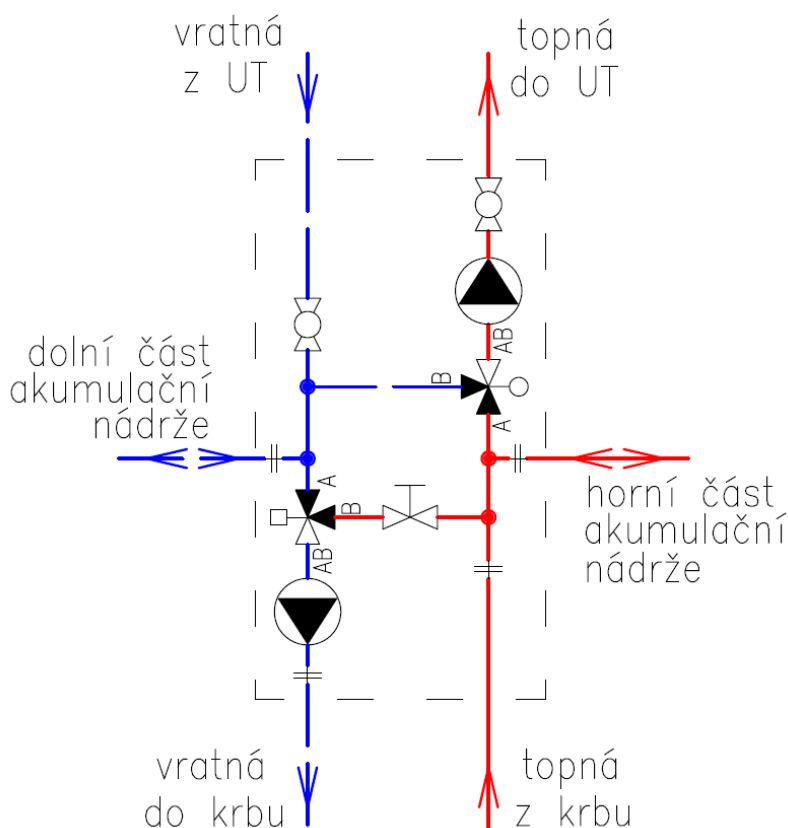 vratná
z UT
topná
do UT
AB
B
A
dolní část
akumulační
nádrže
A
B
AB
horní část
akumulační
nádrže
vratná
do krbu
topná
z krbu